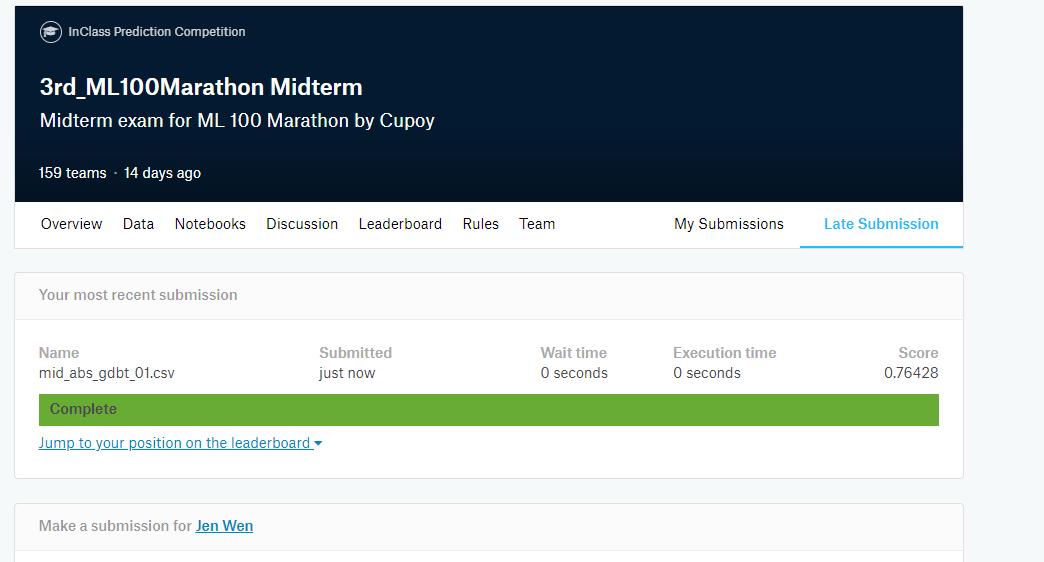 InClass Prediction Competition
3rd_ML100Marathon Midterm
Midterm exam for ML 100 Marathon by Cupoy
159 teams · 14 days ago
Overview Data Notebooks Discussion Leaderboard Rules Team My Submissions Late Submission
Your most recent submission
Name Submitted Wait time Execution time Score
mid_abs_gdbt_01.csv just now 0 seconds 0 seconds 0.76428
Complete
Jump to your position on the leaderboard
Make a submission for Jen Wen